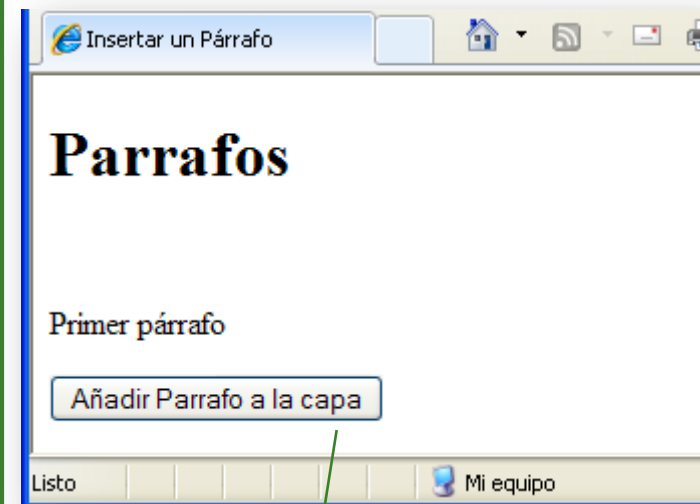 Insertar un Párrafo
Parrafos
Primer párrafo
Añadir Parrafo a la capa
Listo
Mi equipo